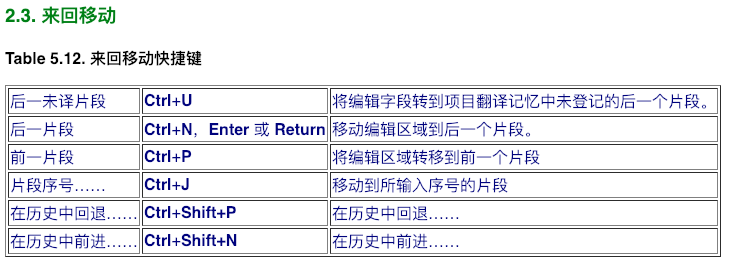 2.3. 来回移动
Table 5.12. 来回移动快捷键
后一未译片段 Ctrl+U 将编辑字段转到项目翻译记忆中未登记的后一个片段。
后一片段 Ctrl+N，Enter 或 Return 移动编辑区域到后一个片段。
前一片段 Ctrl+P 将编辑区域转移到前一个片段
片段序号…… Ctrl+J 移动到所输入序号的片段
在历史中回退…… Ctrl+Shift+P 在历史中回退……
在历史中前进…… Ctrl+Shift+N 在历史中前进……